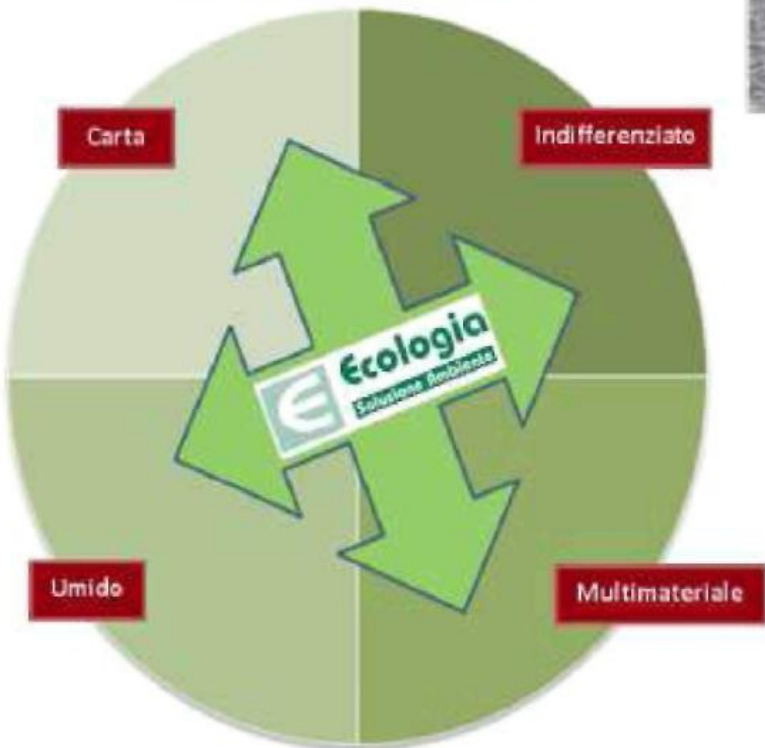 Carta
Indifferenziato
Ecologia
Soluzione Ambiente
Umido
Multimateriale